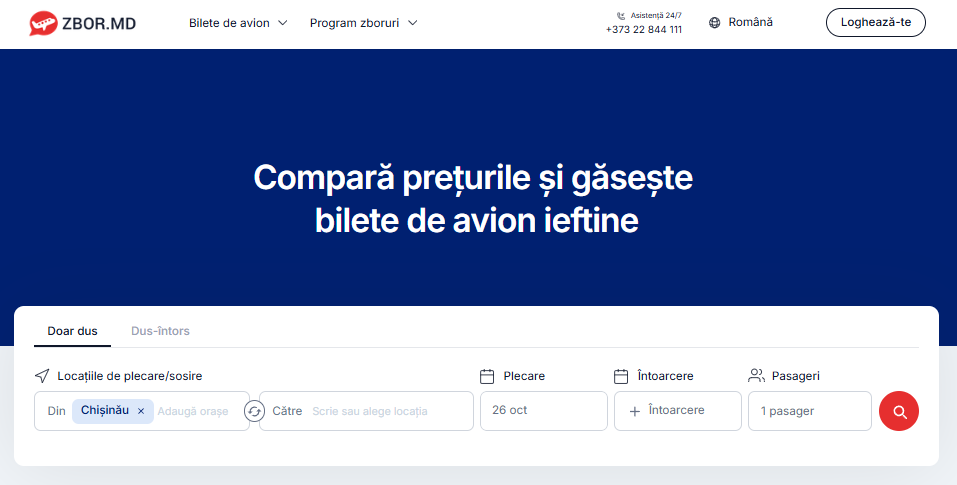 ZBOR.MD
Bilete de avion
Program zboruri
Asistență 24/7
+373 22 844 111
Română
Loghează-te
Compară prețurile și găsește
bilete de avion ieftine
Doar dus
Dus-întors
Locațiile de plecare/sosire
Plecare
Întoarcere
Pasageri
Din
Chișinău ×
Adaugă orașe
Către
Scrie sau alege locația
26 oct
+ Întoarcere
1 pasager